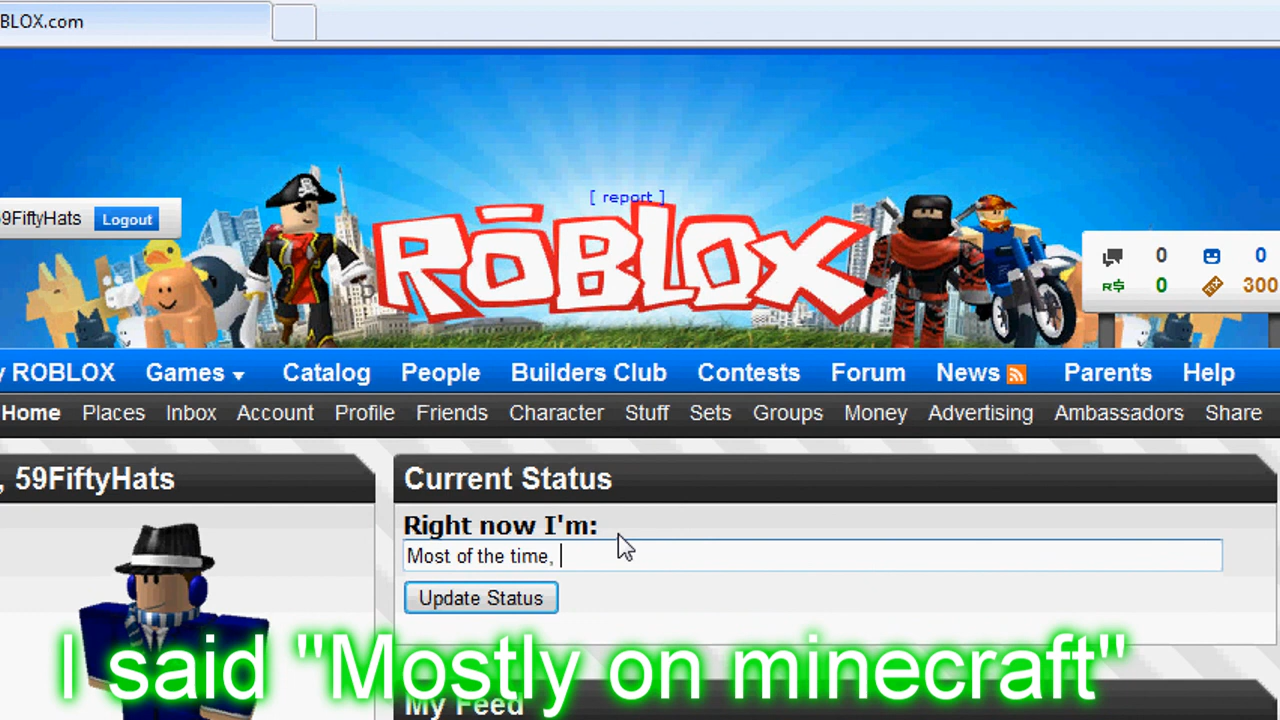 BLOX.com
[ report ]
59FiftyHats Logout
ROBLOX
0 0
R$ 0 TIX 300
y ROBLOX Games Catalog People Builders Club Contests Forum News Parents Help
Home Places Inbox Account Profile Friends Character Stuff Sets Groups Money Advertising Ambassadors Share
, 59FiftyHats
Current Status
Right now I'm:
Most of the time,
Update Status
I said "Mostly on minecraft"
My Feed